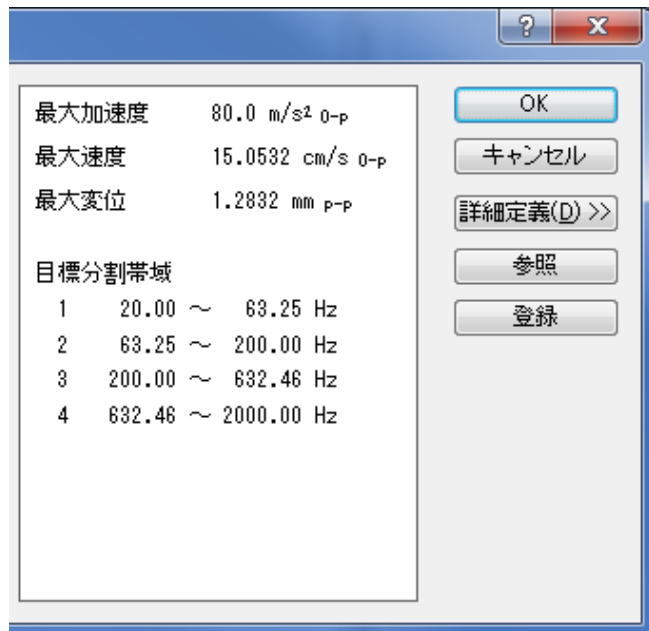 ?
X
最大加速度 80.0 m/s² 0-p
最大速度 15.0532 cm/s 0-p
最大変位 1.2832 mm p-p
目標分割帯域
1 20.00 ～ 63.25 Hz
2 63.25 ～ 200.00 Hz
3 200.00 ～ 632.46 Hz
4 632.46 ～ 2000.00 Hz
OK
キャンセル
詳細定義(D) >>
参照
登録